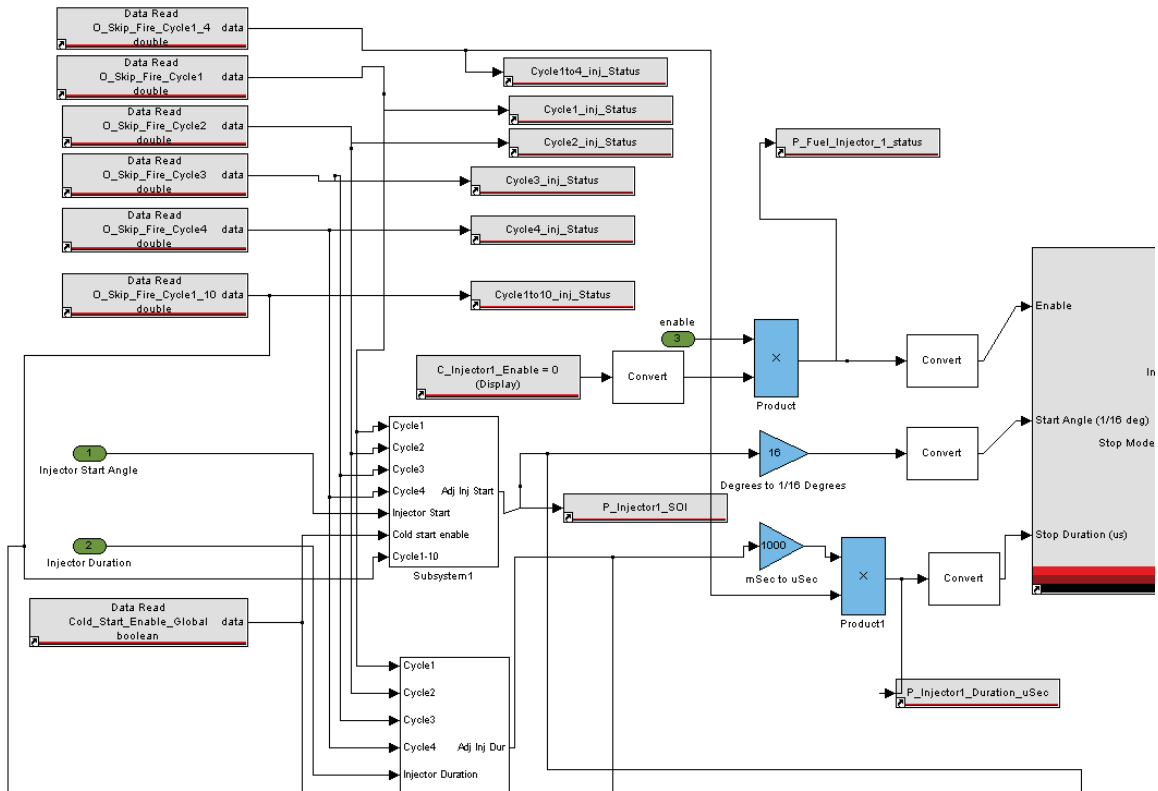 Data Read
O_Skip_Fire_Cycle1_4 data
double
Data Read
O_Skip_Fire_Cycle1 data
double
Data Read
O_Skip_Fire_Cycle2 data
double
Data Read
O_Skip_Fire_Cycle3 data
double
Data Read
O_Skip_Fire_Cycle4 data
double
Data Read
O_Skip_Fire_Cycle1_10 data
double
Cycle1to4_inj_Status
Cycle1_inj_Status
Cycle2_inj_Status
Cycle3_inj_Status
Cycle4_inj_Status
Cycle1to10_inj_Status
P_Fuel_Injector_1_status
enable
3
C_Injector1_Enable = 0
(Display)
Convert
×
Product
Convert
Enable
In
Start Angle (1/16 deg)
Stop Mode
Stop Duration (us)
1
Injector Start Angle
2
Injector Duration
Data Read
Cold_Start_Enable_Global data
boolean
Cycle1
Cycle2
Cycle3
Cycle4 Adj Inj Start
Injector Start
Cold start enable
Cycle1-10
Subsystem1
16
Degrees to 1/16 Degrees
Convert
P_Injector1_SOI
1000
mSec to uSec
×
Product1
Convert
P_Injector1_Duration_uSec
Cycle1
Cycle2
Cycle3
Cycle4 Adj Inj Dur
Injector Duration